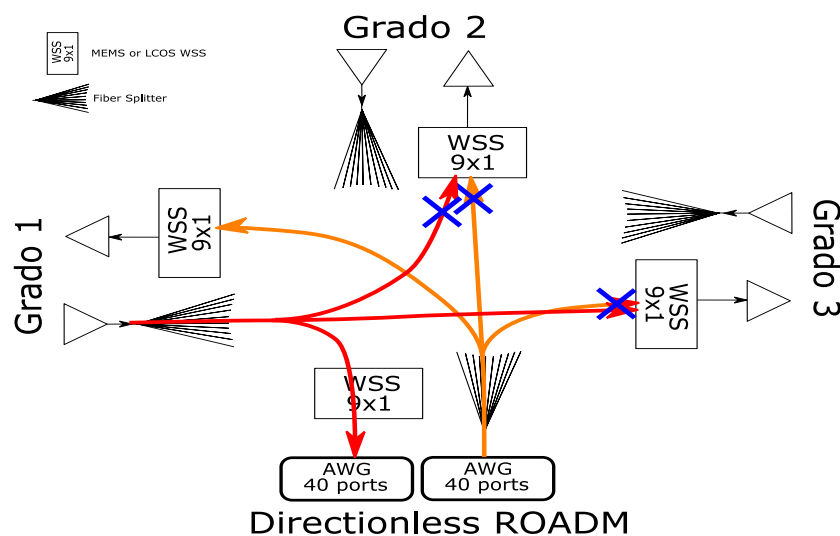 Grado 2
WSS
9x1
MEMS or LCOS WSS
Fiber Splitter
WSS
9x1
Grado 1
WSS
9x1
Grado 3
WSS
9x1
WSS
9x1
AWG
40 ports
AWG
40 ports
Directionless ROADM